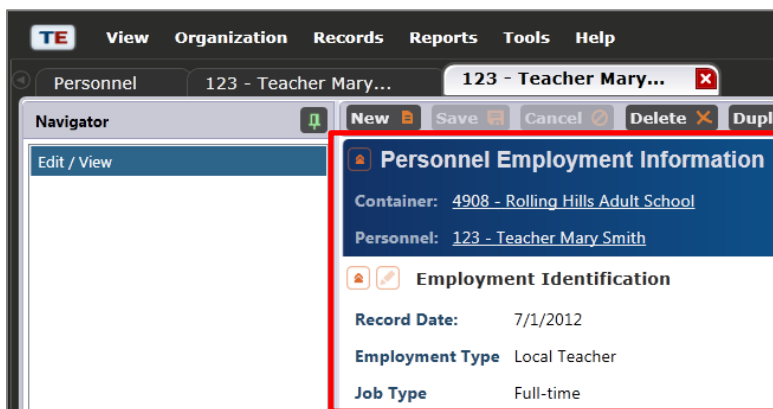 TE View Organization Records Reports Tools Help
Personnel 123 - Teacher Mary... 123 - Teacher Mary...
Navigator New Save Cancel Delete Dupl
Edit / View
Personnel Employment Information
Container: 4908 - Rolling Hills Adult School
Personnel: 123 - Teacher Mary Smith
Employment Identification
Record Date: 7/1/2012
Employment Type Local Teacher
Job Type Full-time